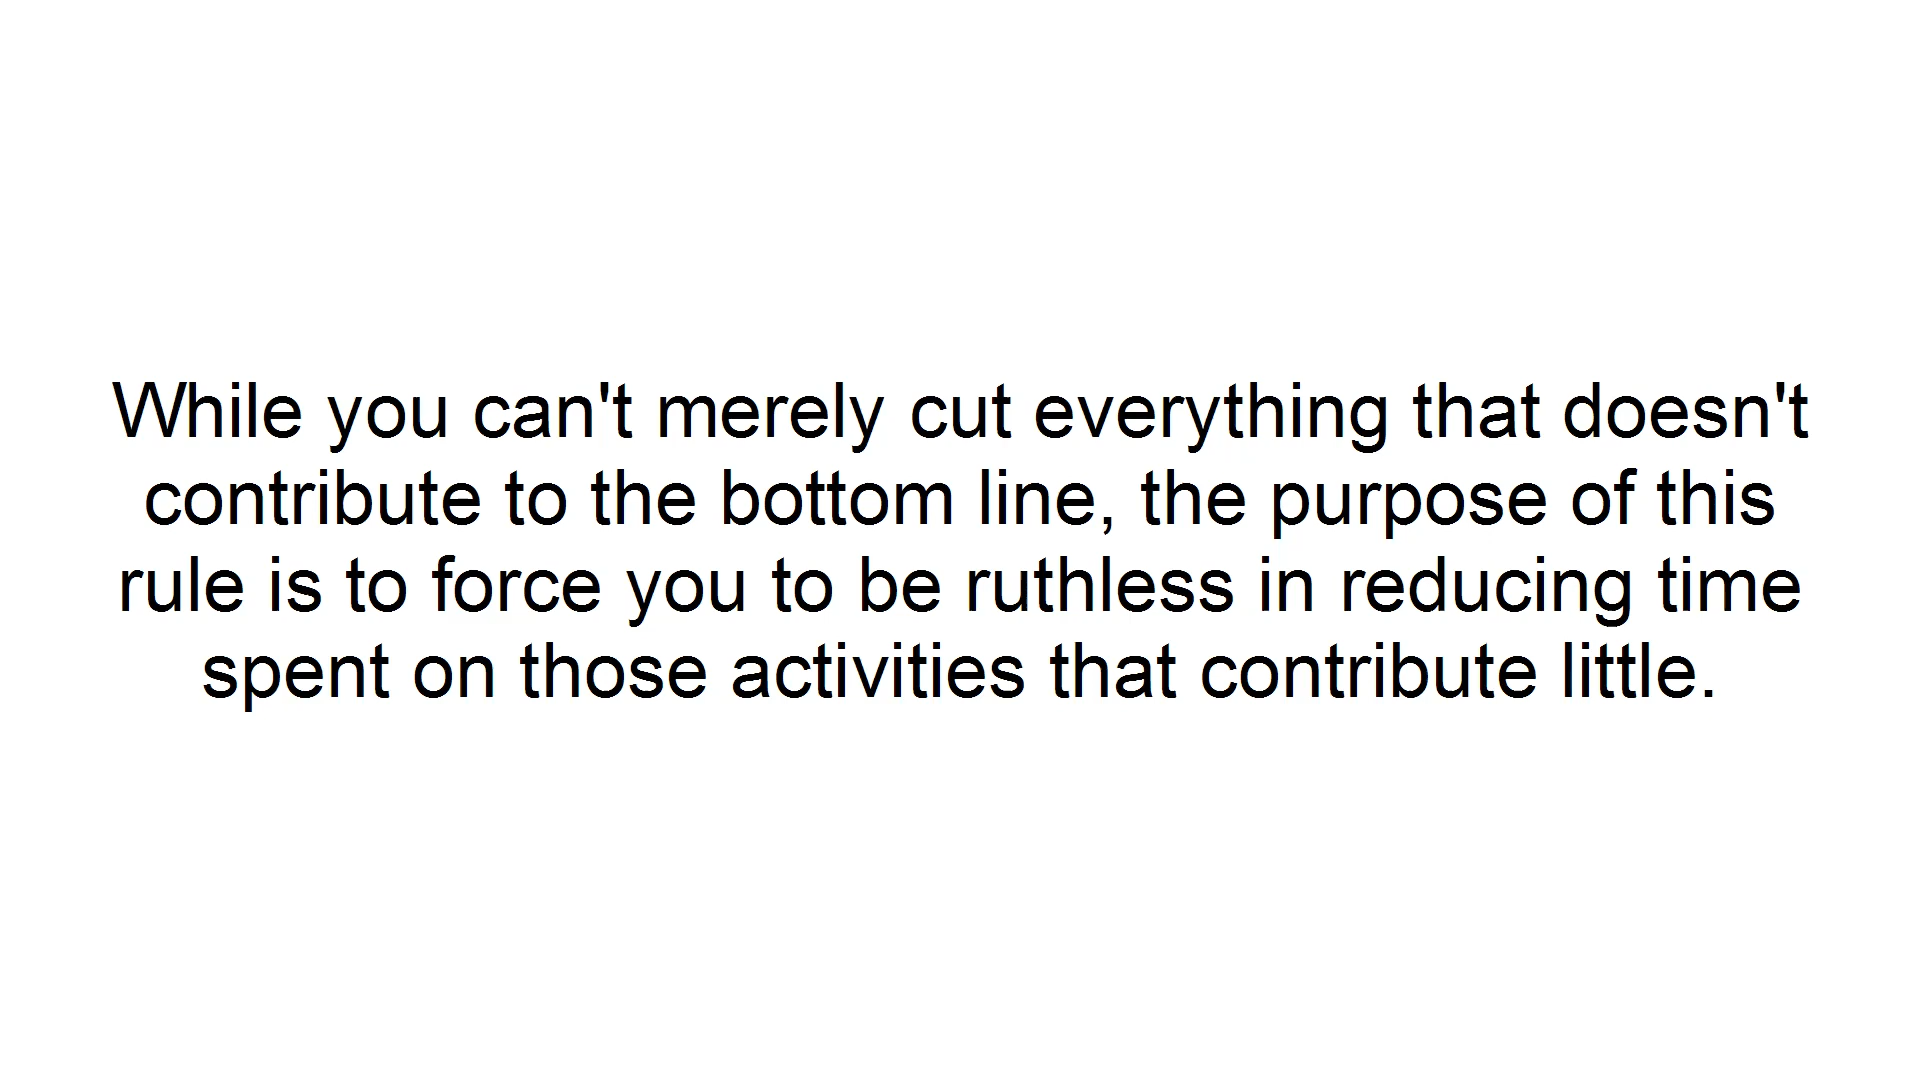 While you can't merely cut everything that doesn't
contribute to the bottom line, the purpose of this
rule is to force you to be ruthless in reducing time
spent on those activities that contribute little.